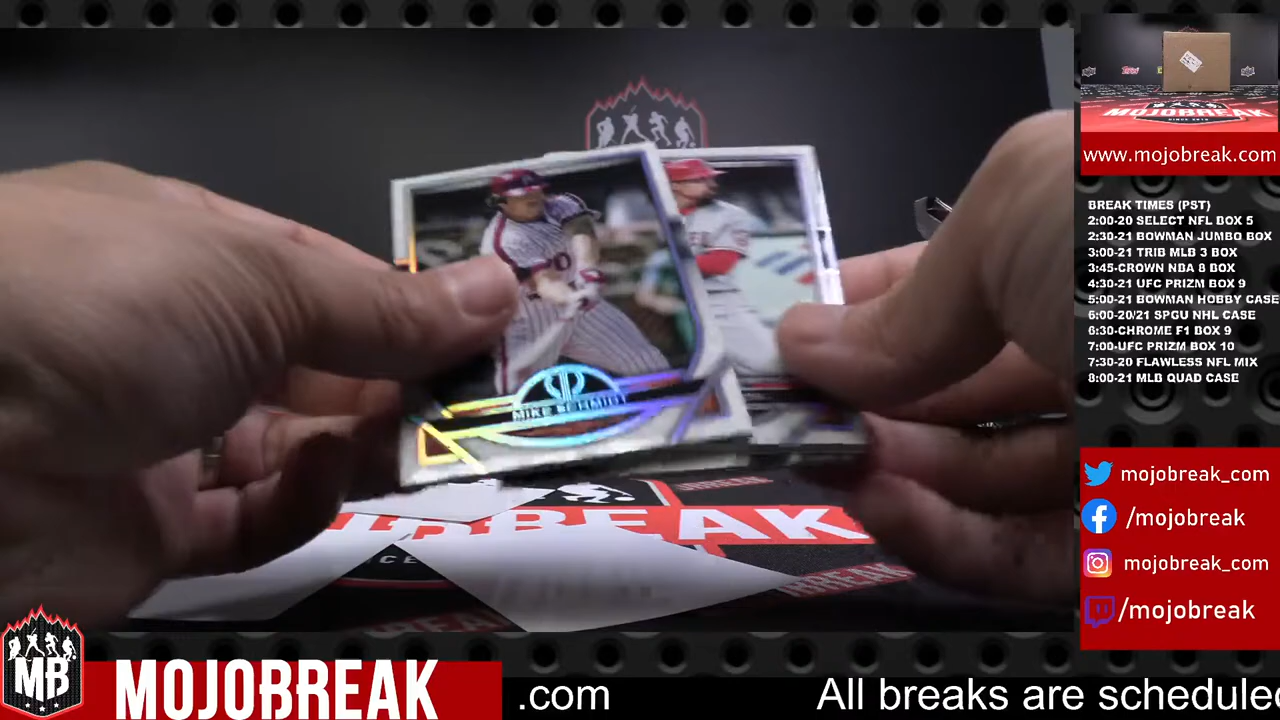 MIKE SCHMIDT
BREAK
MOJOBREAK
SINCE
www.mojobreak.com
BREAK TIMES (PST)
2:00-20 SELECT NFL BOX 5
2:30-21 BOWMAN JUMBO BOX
3:00-21 TRIB MLB 3 BOX
3:45-CROWN NBA 8 BOX
4:30-21 UFC PRIZM BOX 9
5:00-21 BOWMAN HOBBY CASE
6:00-20/21 SPGU NHL CASE
6:30-CHROME F1 BOX 9
7:00-UFC PRIZM BOX 10
7:30-20 FLAWLESS NFL MIX
8:00-21 MLB QUAD CASE
mojobreak_com
/mojobreak
mojobreak_com
/mojobreak
MB
MOJOBREAK
.com
All breaks are scheduled